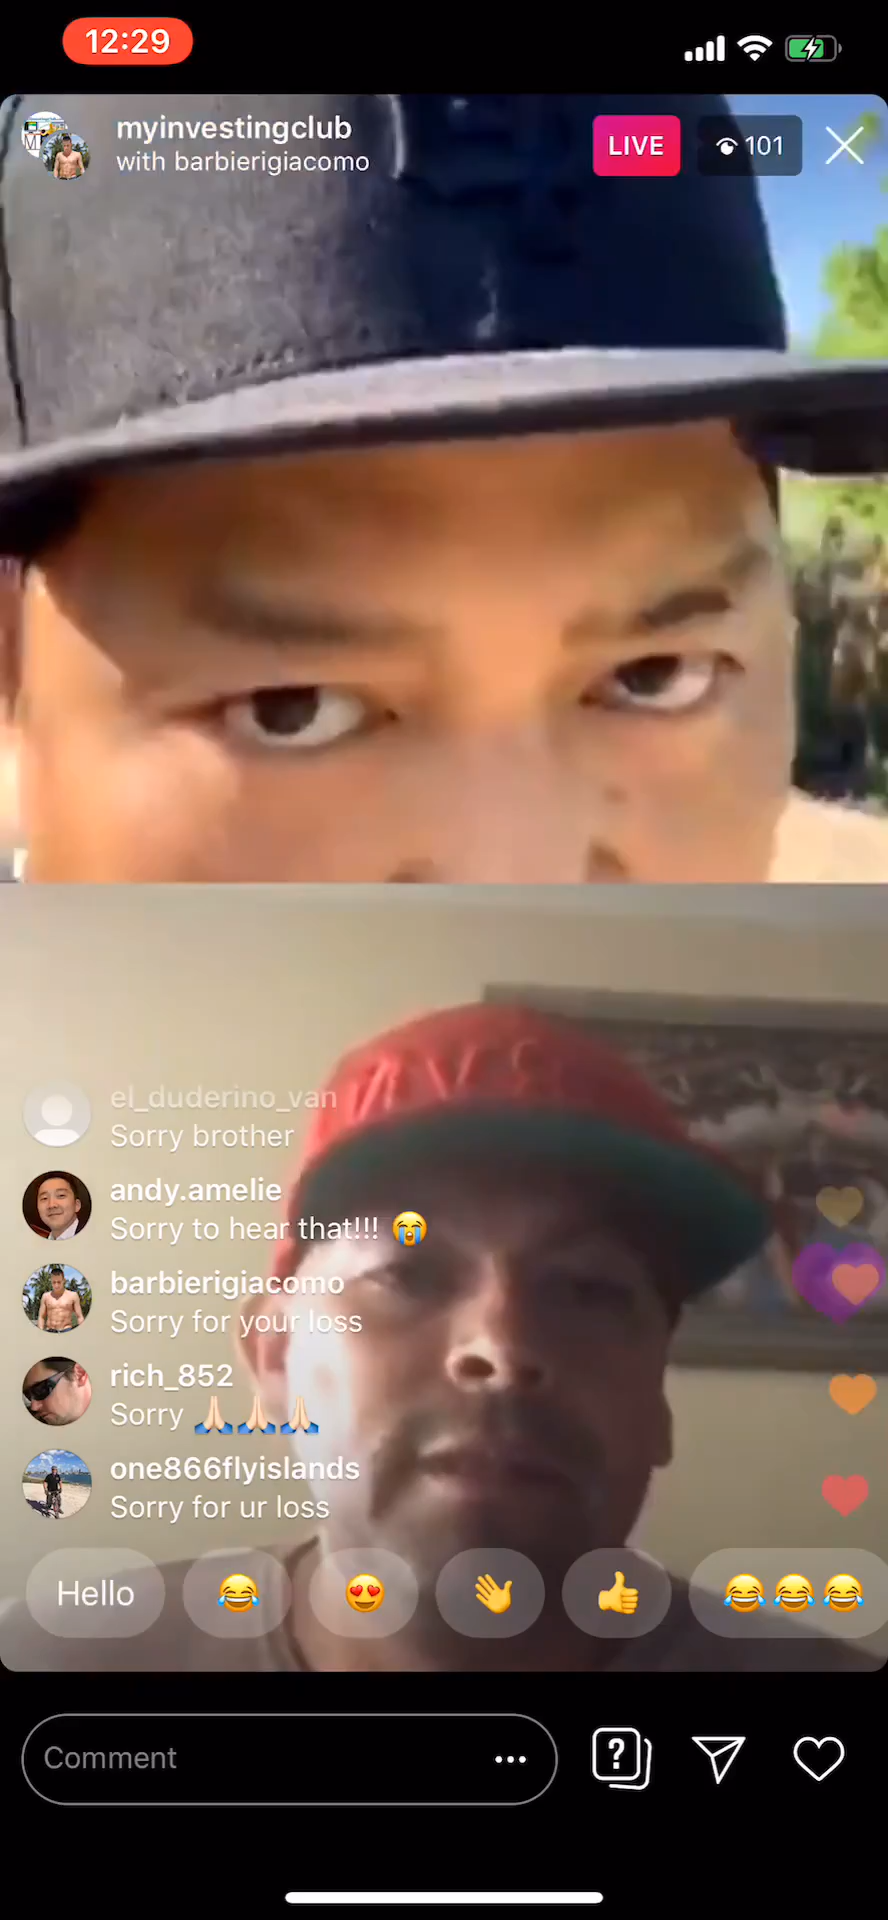 12:29
myinvestingclub
with barbierigiacomo
LIVE
101
el_duderino_van
Sorry brother
andy.amelie
Sorry to hear that!!! 😭
barbierigiacomo
Sorry for your loss
rich_852
Sorry 🙏🏻🙏🏻🙏🏻
one866flyislands
Sorry for ur loss
Hello 😂 😍 👋 👍 😂😂😂
Comment